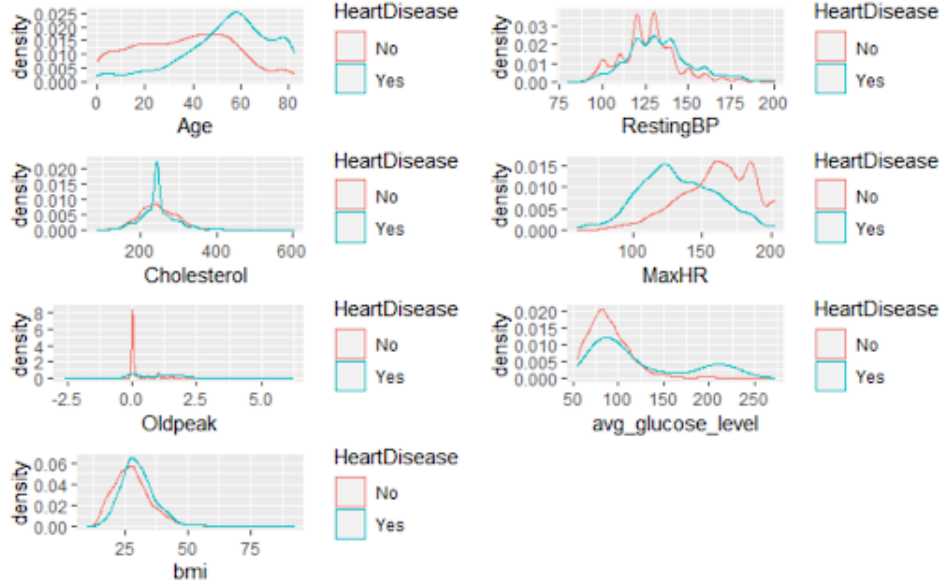 density
0.025
0.020
0.015
0.010
0.005
0.000
0 20 40 60 80
Age
HeartDisease
No
Yes
density
0.03
0.02
0.01
0.00
75 100 125 150 175 200
RestingBP
HeartDisease
No
Yes
density
0.020
0.015
0.010
0.005
0.000
200 400 600
Cholesterol
HeartDisease
No
Yes
density
0.015
0.010
0.005
0.000
100 150 200
MaxHR
HeartDisease
No
Yes
density
8
6
4
2
0
-2.5 0.0 2.5 5.0
Oldpeak
HeartDisease
No
Yes
density
0.020
0.015
0.010
0.005
0.000
50 100 150 200 250
avg_glucose_level
HeartDisease
No
Yes
density
0.06
0.04
0.02
0.00
25 50 75
bmi
HeartDisease
No
Yes